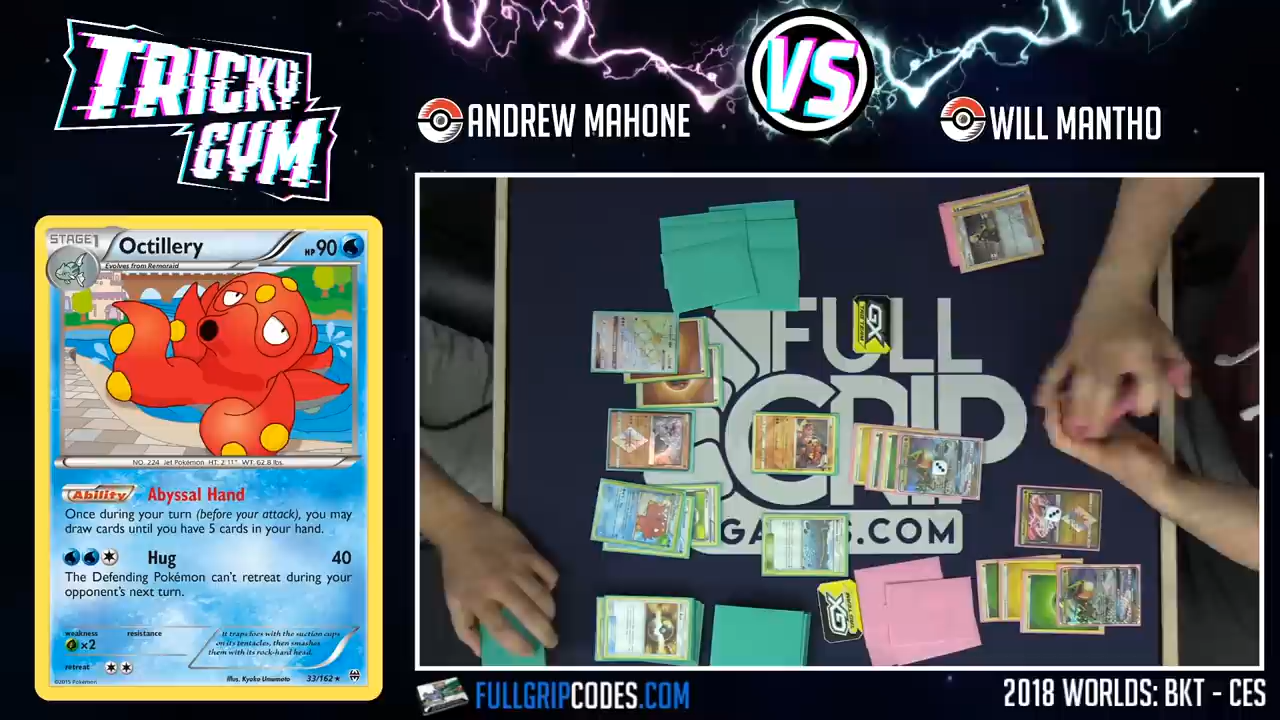 TRICKY
GYM
ANDREW MAHONE
VS
WILL MANTHO
STAGE1
Octillery
HP 90
Evolves from Remoraid
NO. 224 Jet Pokémon HT: 2'11" WT: 62.8 lbs.
Ability Abyssal Hand
Once during your turn (before your attack), you may
draw cards until you have 5 cards in your hand.
Hug 40
The Defending Pokémon can't retreat during your
opponent's next turn.
weakness
resistance
×2
retreat
It traps foes with the suction cups
on its tentacles, then smashes
them with its rock-hard head.
Illus. Kyoko Umemoto
33/162
©2015 Pokémon
FULL
GRIP
GAMES.COM
GX
GX
FULLGRIPCODES.COM
2018 WORLDS: BKT - CES